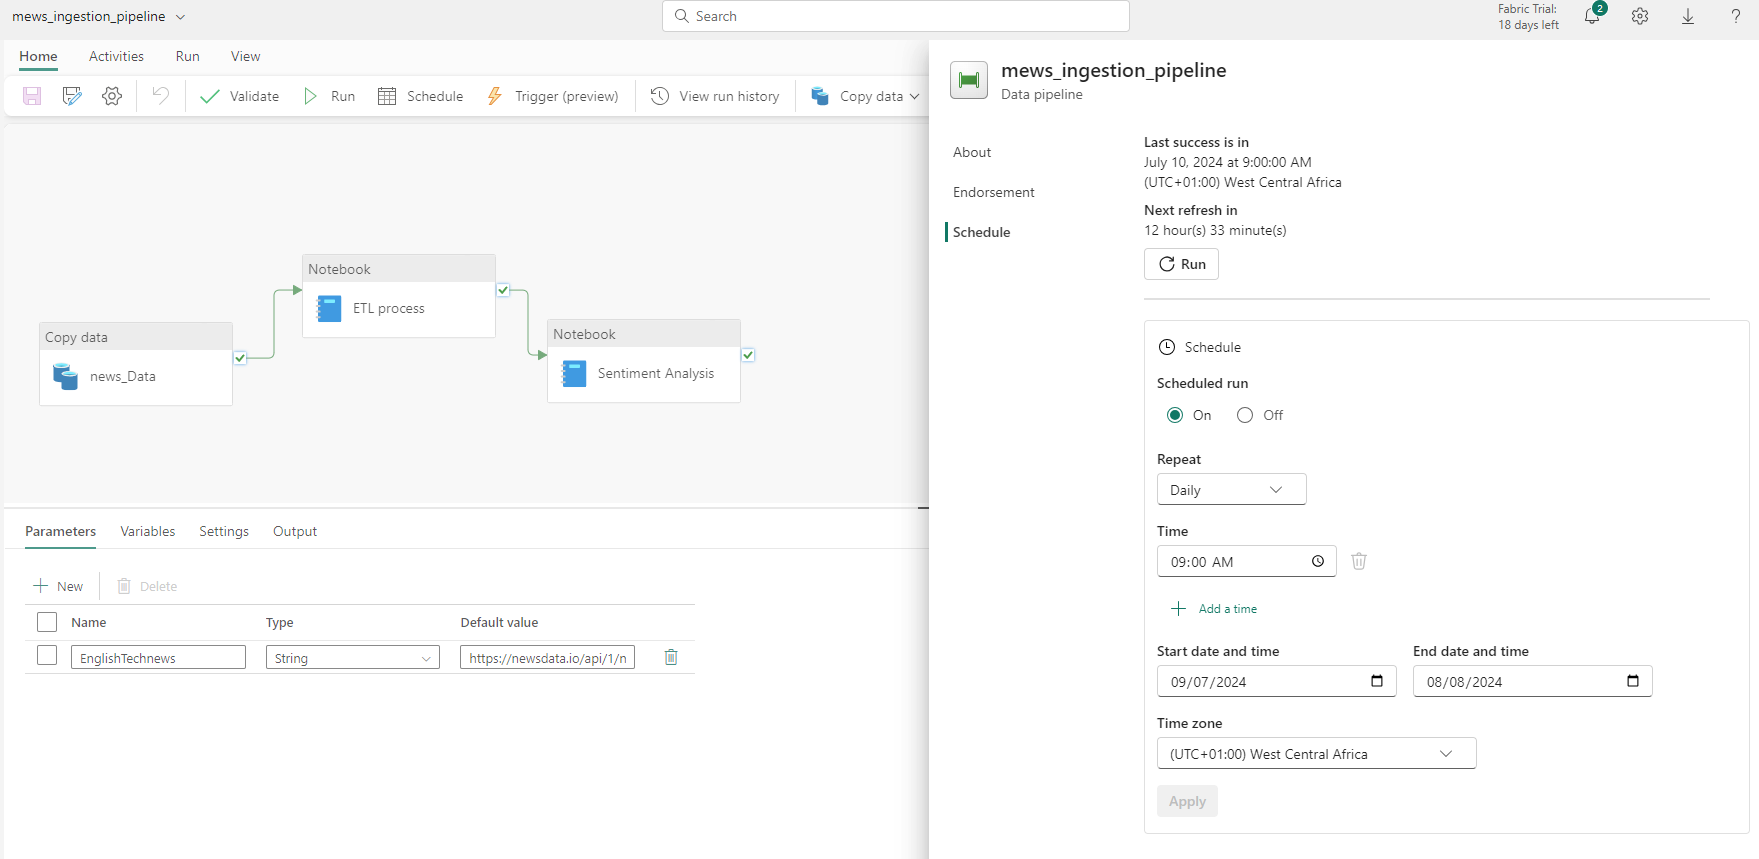 mews_ingestion_pipeline
Search
Fabric Trial:
18 days left
2
?
Home
Activities
Run
View
Validate
Run
Schedule
Trigger (preview)
View run history
Copy data
Copy data
news_Data
Notebook
ETL process
Notebook
Sentiment Analysis
Parameters
Variables
Settings
Output
New
Delete
Name
Type
Default value
EnglishTechnews
String
https://newsdata.io/api/1/n
mews_ingestion_pipeline
Data pipeline
About
Endorsement
Schedule
Last success is in
July 10, 2024 at 9:00:00 AM
(UTC+01:00) West Central Africa
Next refresh in
12 hour(s) 33 minute(s)
Run
Schedule
Scheduled run
On
Off
Repeat
Daily
Time
09:00 AM
Add a time
Start date and time
End date and time
09/07/2024
08/08/2024
Time zone
(UTC+01:00) West Central Africa
Apply